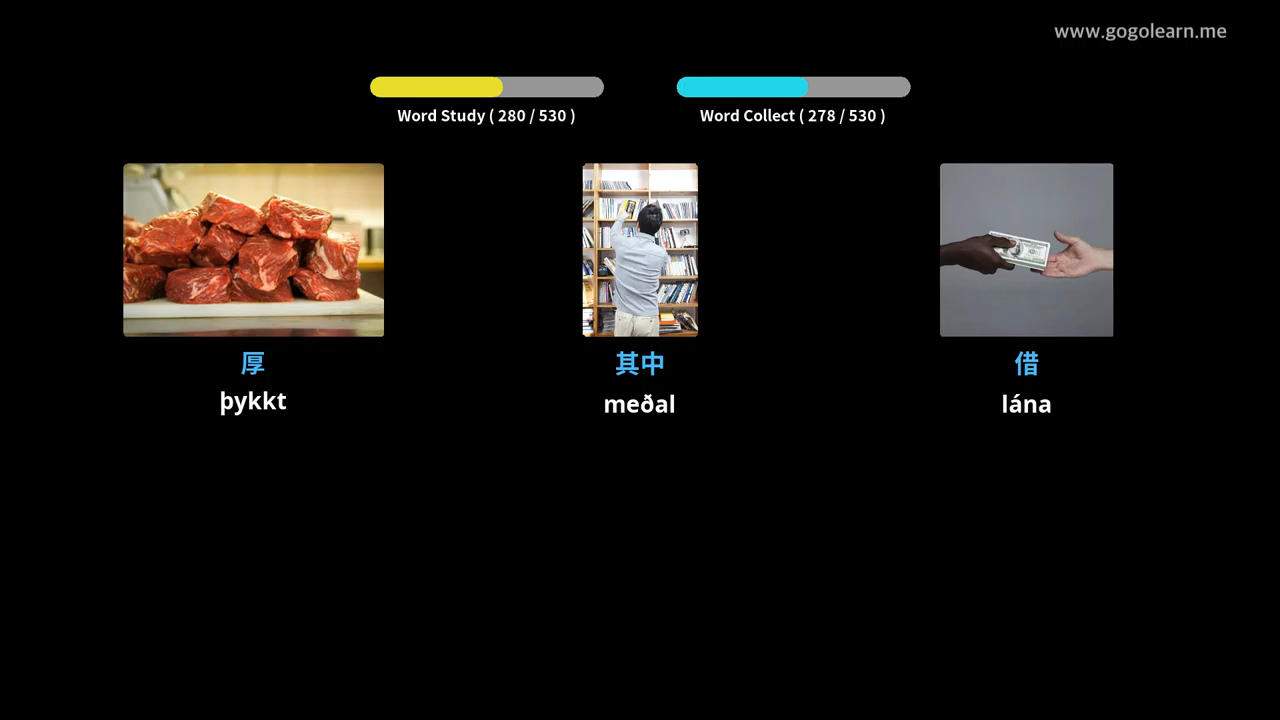 www.gogolearn.me
Word Study ( 280 / 530 )
Word Collect ( 278 / 530 )
厚
其中
借
þykkt
meðal
lána